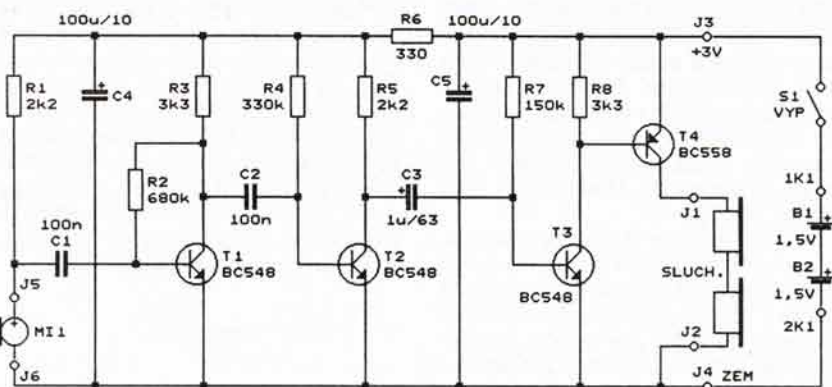 100u/10
R6
330
100u/10
J3
+3V
R1
2k2
C4
R3
3k3
R4
330k
R5
2k2
C5
R7
150k
R8
3k3
S1
VYP
T4
BC558
R2
680k
C2
100n
C3
1u/63
1K1
J1
B1
1,5V
100n
C1
T1
BC548
T2
BC548
T3
BC548
SLUCH.
B2
1,5V
J5
MI1
J6
J2
2K1
J4
ZEM